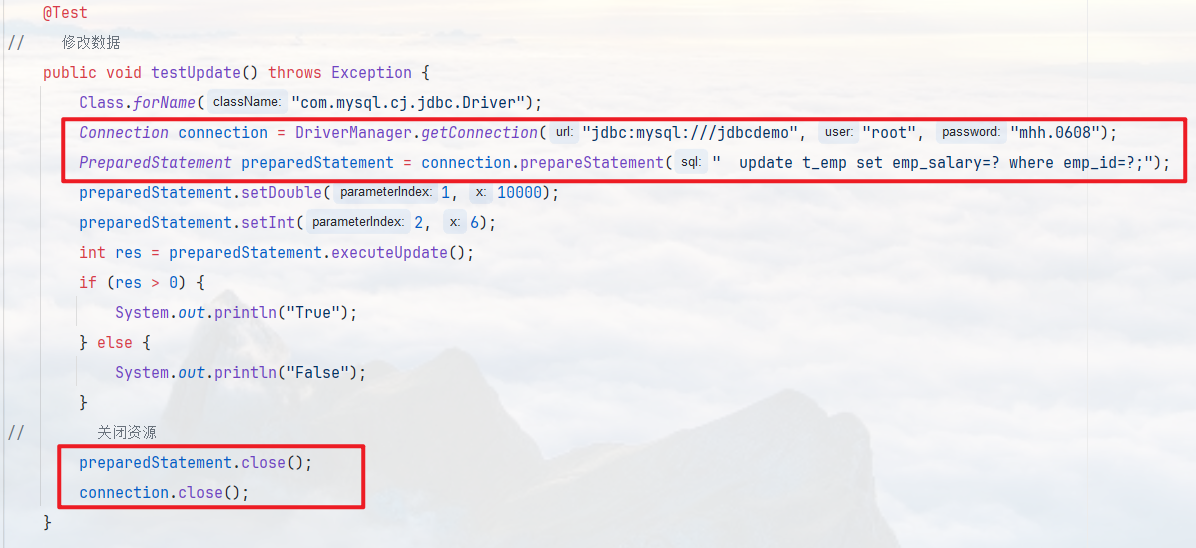 @Test
// 修改数据
public void testUpdate() throws Exception {
Class.forName( className: "com.mysql.cj.jdbc.Driver");
Connection connection = DriverManager.getConnection( url: "jdbc:mysql:///jdbcdemo", user: "root", password: "mhh.0608");
PreparedStatement preparedStatement = connection.prepareStatement( sql: "  update t_emp set emp_salary=? where emp_id=?;");
preparedStatement.setDouble( parameterIndex: 1, x: 10000);
preparedStatement.setInt( parameterIndex: 2, x: 6);
int res = preparedStatement.executeUpdate();
if (res > 0) {
System.out.println("True");
} else {
System.out.println("False");
}
// 关闭资源
preparedStatement.close();
connection.close();
}